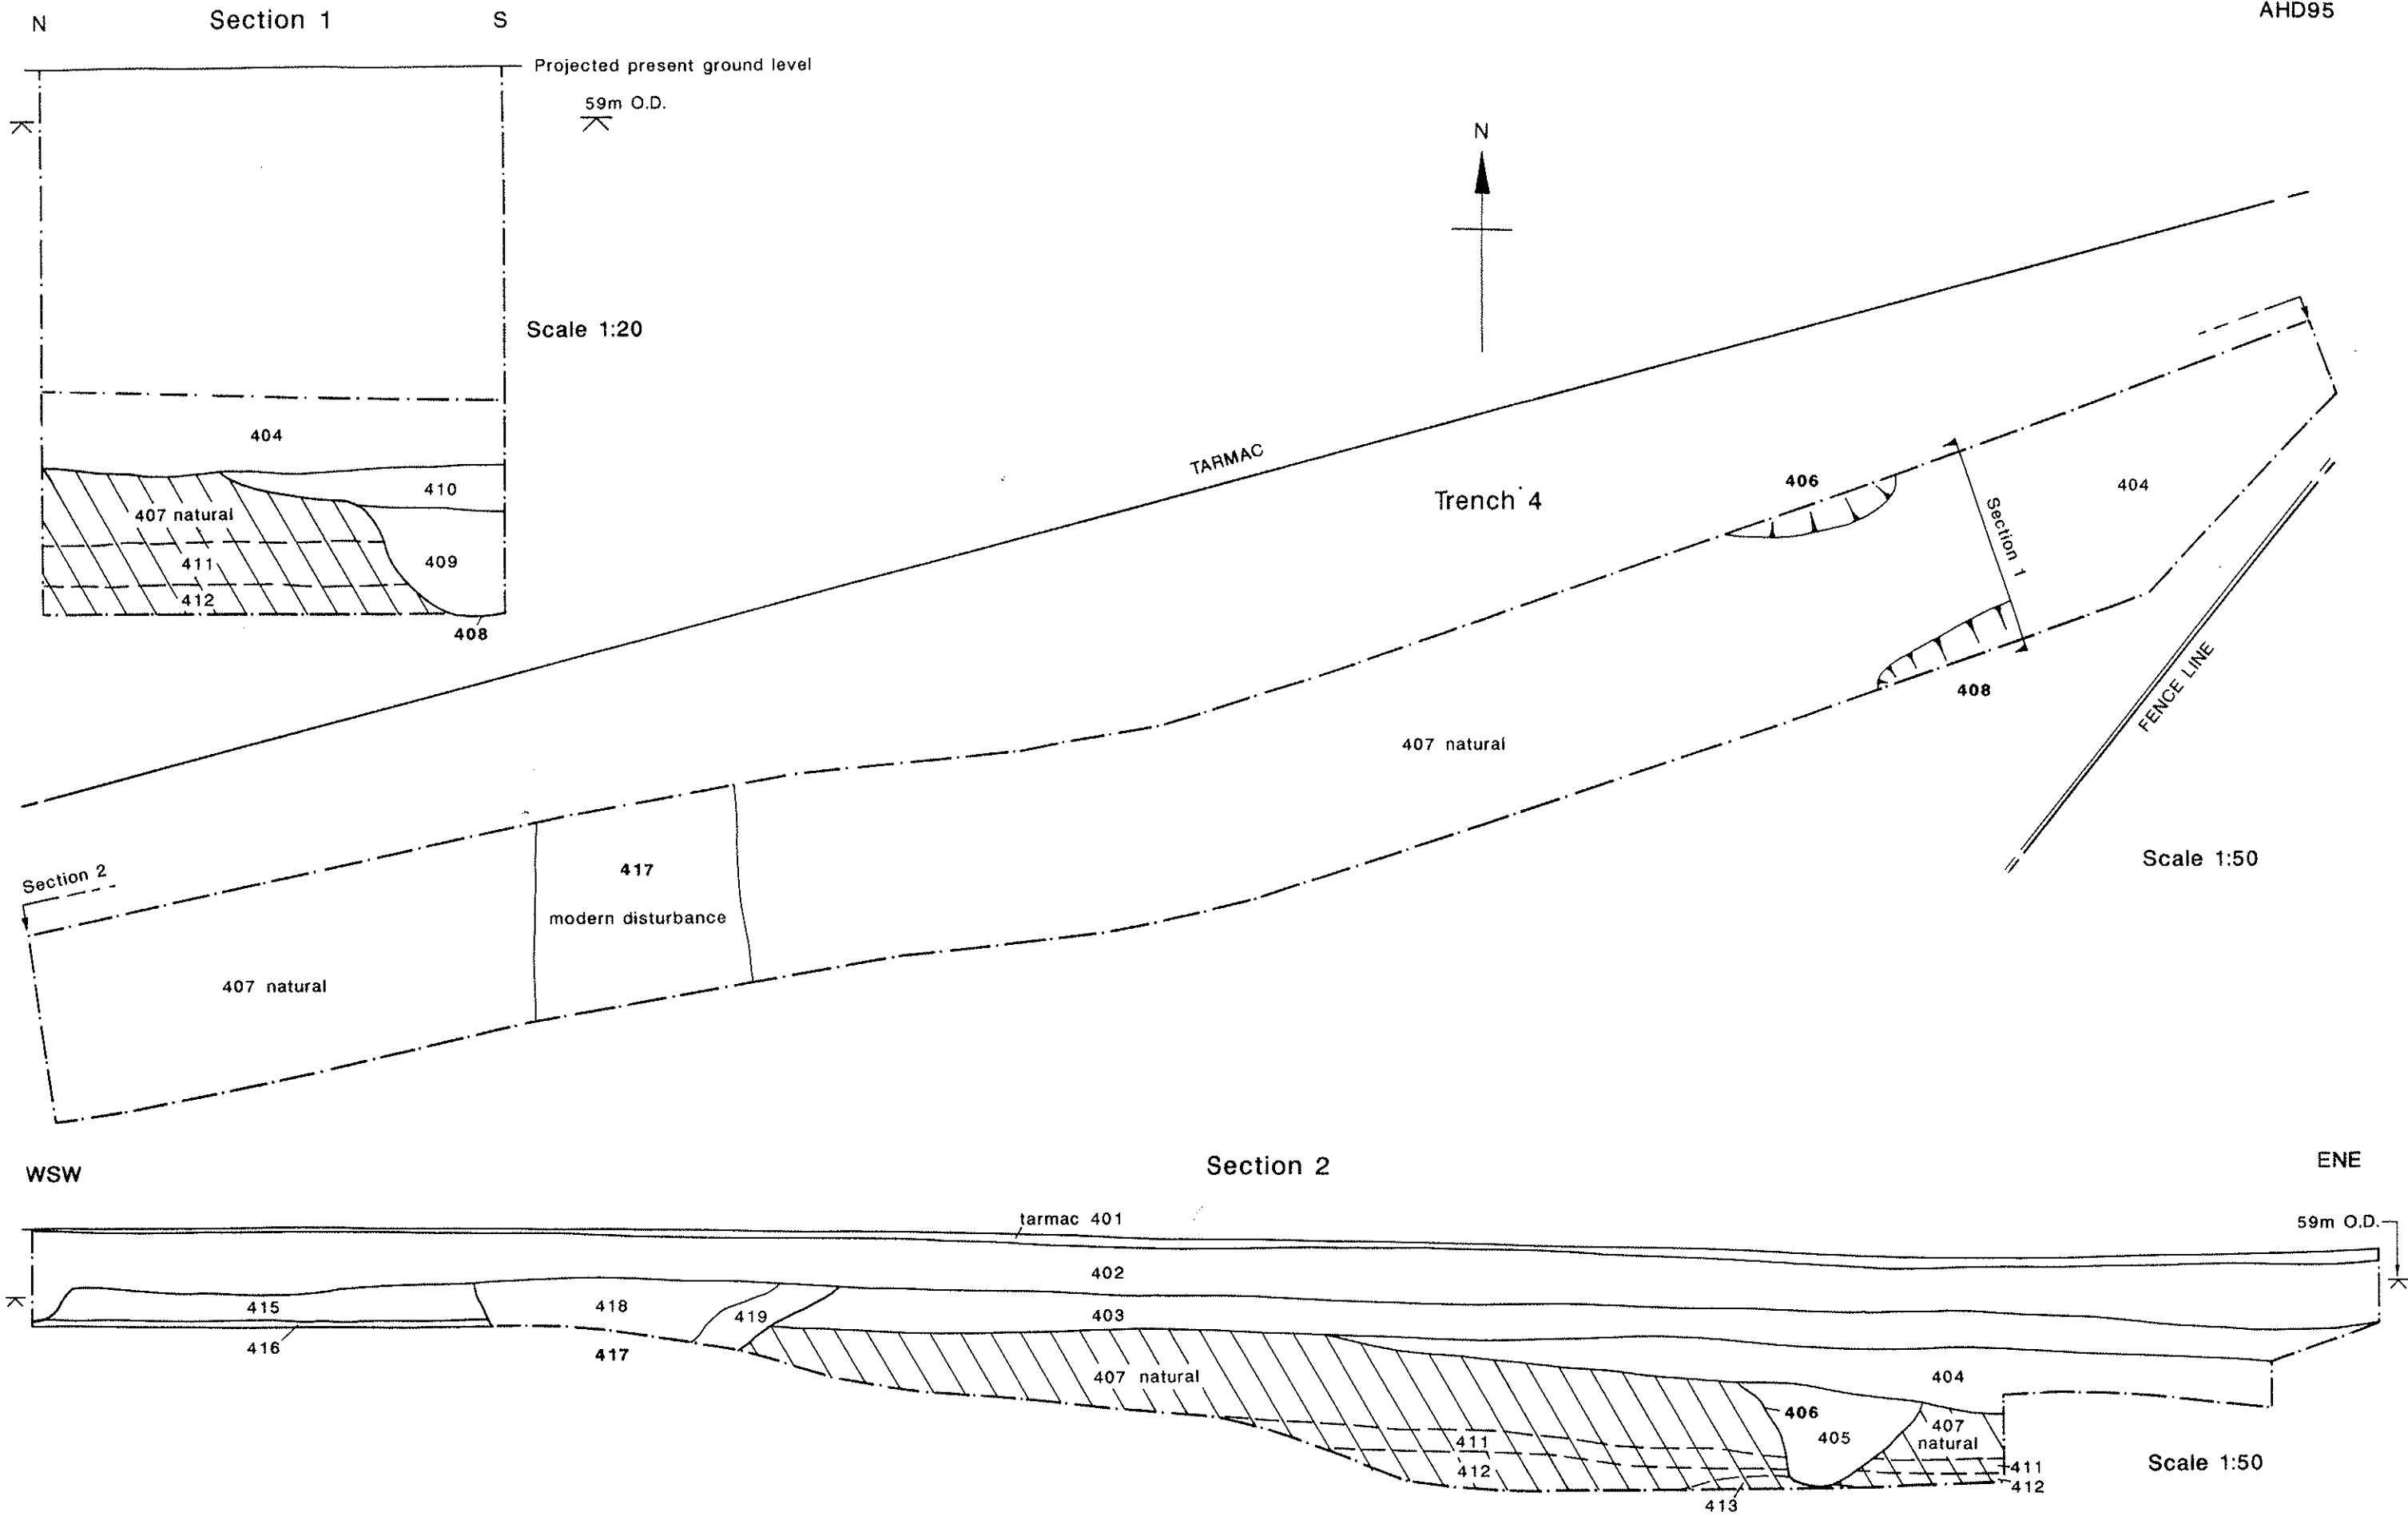 N
Section 1
S
AHD95
Projected present ground level
59m O.D.
N
Scale 1:20
404
410
407 natural
409
411
412
408
TARMAC
Trench 4
406
404
Section 1
408
FENCE LINE
407 natural
Scale 1:50
417
modern disturbance
Section 2
407 natural
WSW
Section 2
ENE
tarmac 401
59m O.D.
402
415
418
419
403
416
417
407 natural
404
406
405
407
natural
411
412
413
411
412
Scale 1:50